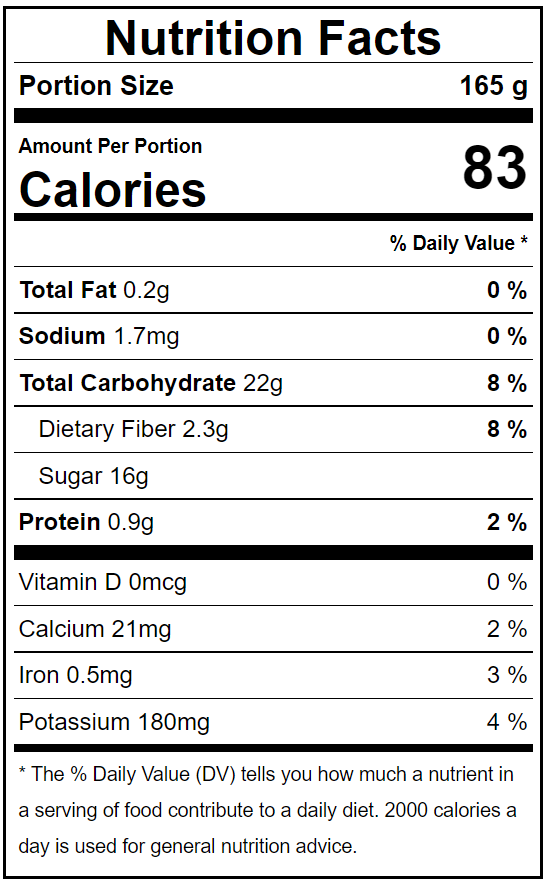 Nutrition Facts
Portion Size 165 g
Amount Per Portion
Calories 83
% Daily Value *
Total Fat 0.2g 0 %
Sodium 1.7mg 0 %
Total Carbohydrate 22g 8 %
Dietary Fiber 2.3g 8 %
Sugar 16g
Protein 0.9g 2 %
Vitamin D 0mcg 0 %
Calcium 21mg 2 %
Iron 0.5mg 3 %
Potassium 180mg 4 %
* The % Daily Value (DV) tells you how much a nutrient in
a serving of food contribute to a daily diet. 2000 calories a
day is used for general nutrition advice.